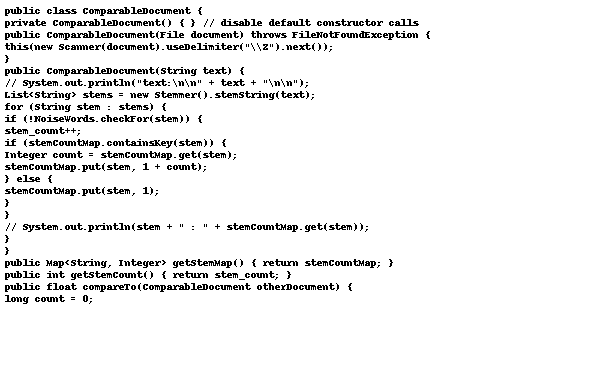 public class ComparableDocument {
private ComparableDocument() { } // disable default constructor calls
public ComparableDocument(File document) throws FileNotFoundException {
this(new Scanner(document).useDelimiter("\\Z").next());
}
public ComparableDocument(String text) {
// System.out.println("text:\n\n" + text + "\n\n");
List<String> stems = new Stemmer().stemString(text);
for (String stem : stems) {
if (!NoiseWords.checkFor(stem)) {
stem_count++;
if (stemCountMap.containsKey(stem)) {
Integer count = stemCountMap.get(stem);
stemCountMap.put(stem, 1 + count);
} else {
stemCountMap.put(stem, 1);
}
}
// System.out.println(stem + " : " + stemCountMap.get(stem));
}
}
public Map<String, Integer> getStemMap() { return stemCountMap; }
public int getStemCount() { return stem_count; }
public float compareTo(ComparableDocument otherDocument) {
long count = 0;